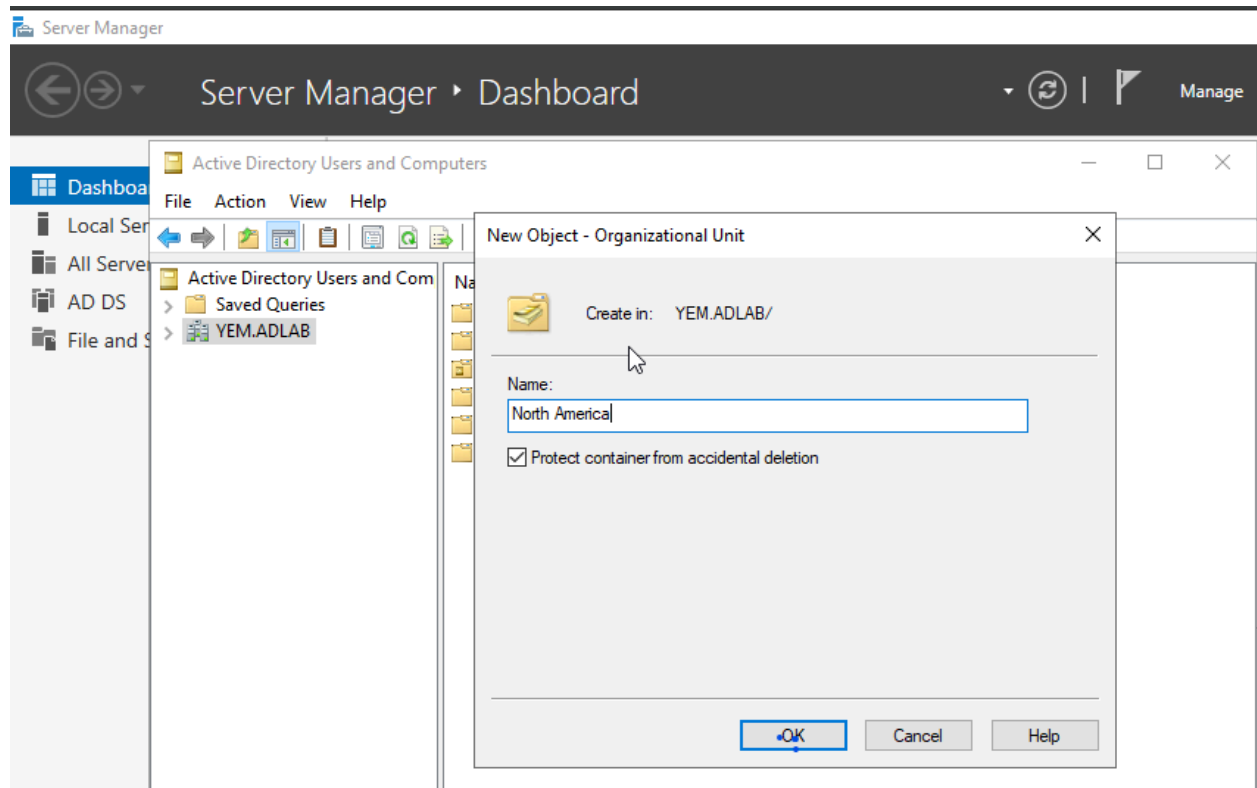 Server Manager
Server Manager ‣ Dashboard
Manage
Active Directory Users and Computers
File Action View Help
New Object - Organizational Unit
Create in: YEM.ADLAB/
Name:
North America
Protect container from accidental deletion
OK Cancel Help
Active Directory Users and Com
Saved Queries
YEM.ADLAB
Na
Dashboa
Local Ser
All Server
AD DS
File and S